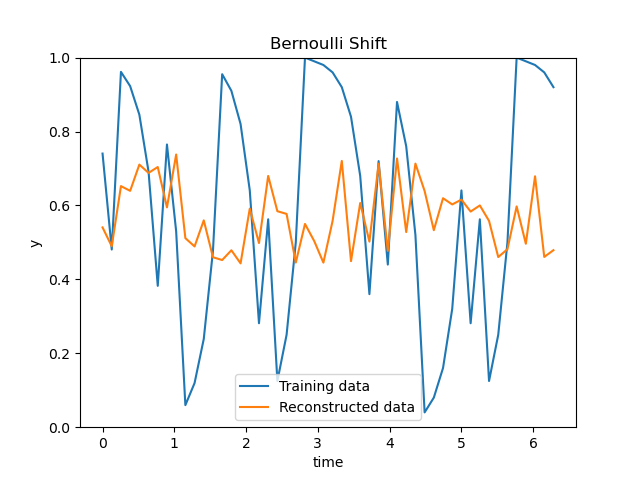 Bernoulli Shift
1.0
0.8
0.6
0.4
0.2
0.0
y
Training data
Reconstructed data
0 1 2 3 4 5 6
time